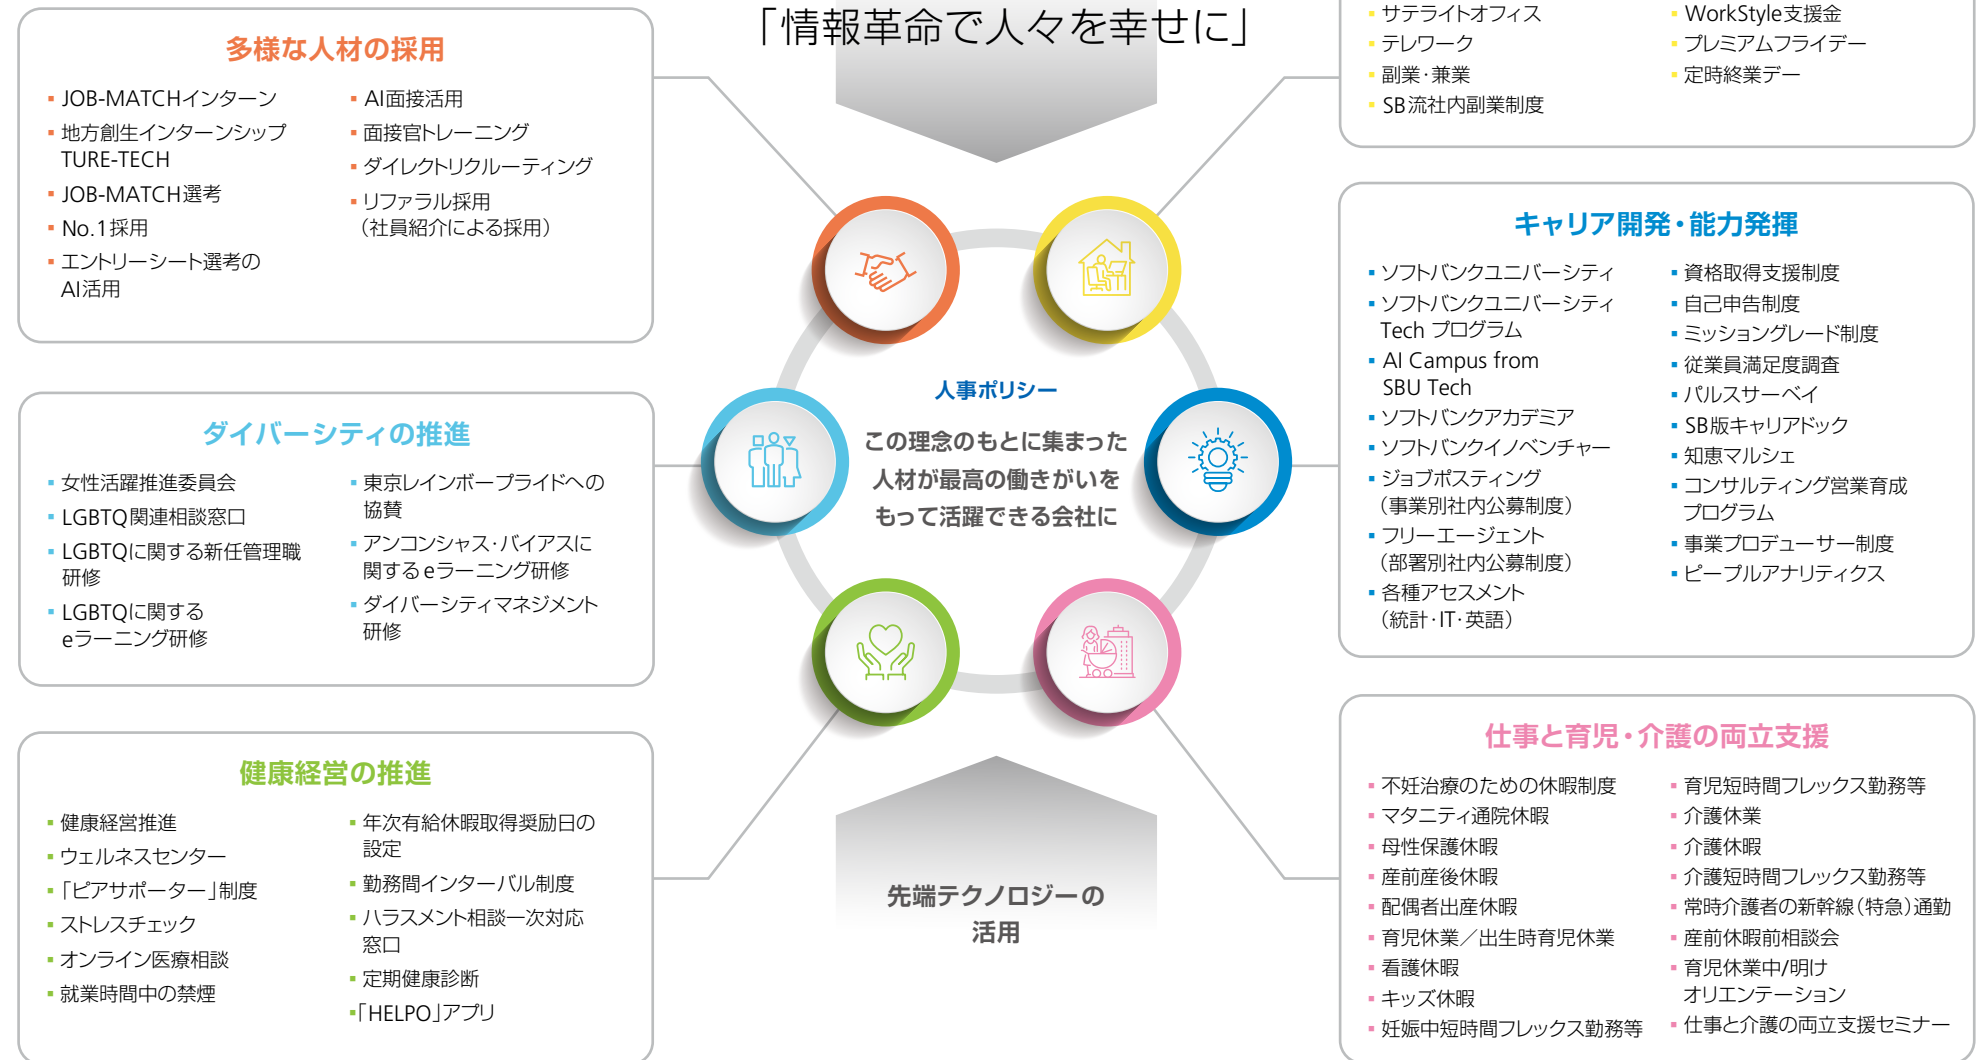 「情報革命で人々を幸せに」
多様な人材の採用
▪ JOB-MATCHインターン
▪ 地方創生インターンシップ
TURE-TECH
▪ JOB-MATCH選考
▪ No.1採用
▪ エントリーシート選考の
AI活用
▪ AI面接活用
▪ 面接官トレーニング
▪ ダイレクトリクルーティング
▪ リファラル採用
（社員紹介による採用）
ダイバーシティの推進
▪ 女性活躍推進委員会
▪ LGBTQ関連相談窓口
▪ LGBTQに関する新任管理職
研修
▪ LGBTQに関する
eラーニング研修
▪ 東京レインボープライドへの
協賛
▪ アンコンシャス・バイアスに
関するeラーニング研修
▪ ダイバーシティマネジメント
研修
健康経営の推進
▪ 健康経営推進
▪ ウェルネスセンター
▪ 「ピアサポーター」制度
▪ ストレスチェック
▪ オンライン医療相談
▪ 就業時間中の禁煙
▪ 年次有給休暇取得奨励日の
設定
▪ 勤務間インターバル制度
▪ ハラスメント相談一次対応
窓口
▪ 定期健康診断
▪ 「HELPO」アプリ
人事ポリシー
この理念のもとに集まった
人材が最高の働きがいを
もって活躍できる会社に
先端テクノロジーの
活用
▪ サテライトオフィス
▪ テレワーク
▪ 副業・兼業
▪ SB流社内副業制度
▪ WorkStyle支援金
▪ プレミアムフライデー
▪ 定時終業デー
キャリア開発・能力発揮
▪ ソフトバンクユニバーシティ
▪ ソフトバンクユニバーシティ
Tech プログラム
▪ AI Campus from
SBU Tech
▪ ソフトバンクアカデミア
▪ ソフトバンクイノベンチャー
▪ ジョブポスティング
（事業別社内公募制度）
▪ フリーエージェント
（部署別社内公募制度）
▪ 各種アセスメント
（統計・IT・英語）
▪ 資格取得支援制度
▪ 自己申告制度
▪ ミッショングレード制度
▪ 従業員満足度調査
▪ パルスサーベイ
▪ SB版キャリアドック
▪ 知恵マルシェ
▪ コンサルティング営業育成
プログラム
▪ 事業プロデューサー制度
▪ ピープルアナリティクス
仕事と育児・介護の両立支援
▪ 不妊治療のための休暇制度
▪ マタニティ通院休暇
▪ 母性保護休暇
▪ 産前産後休暇
▪ 配偶者出産休暇
▪ 育児休業／出生時育児休業
▪ 看護休暇
▪ キッズ休暇
▪ 妊娠中短時間フレックス勤務等
▪ 育児短時間フレックス勤務等
▪ 介護休業
▪ 介護休暇
▪ 介護短時間フレックス勤務等
▪ 常時介護者の新幹線（特急）通勤
▪ 産前休暇前相談会
▪ 育児休業中/明け
オリエンテーション
▪ 仕事と介護の両立支援セミナー